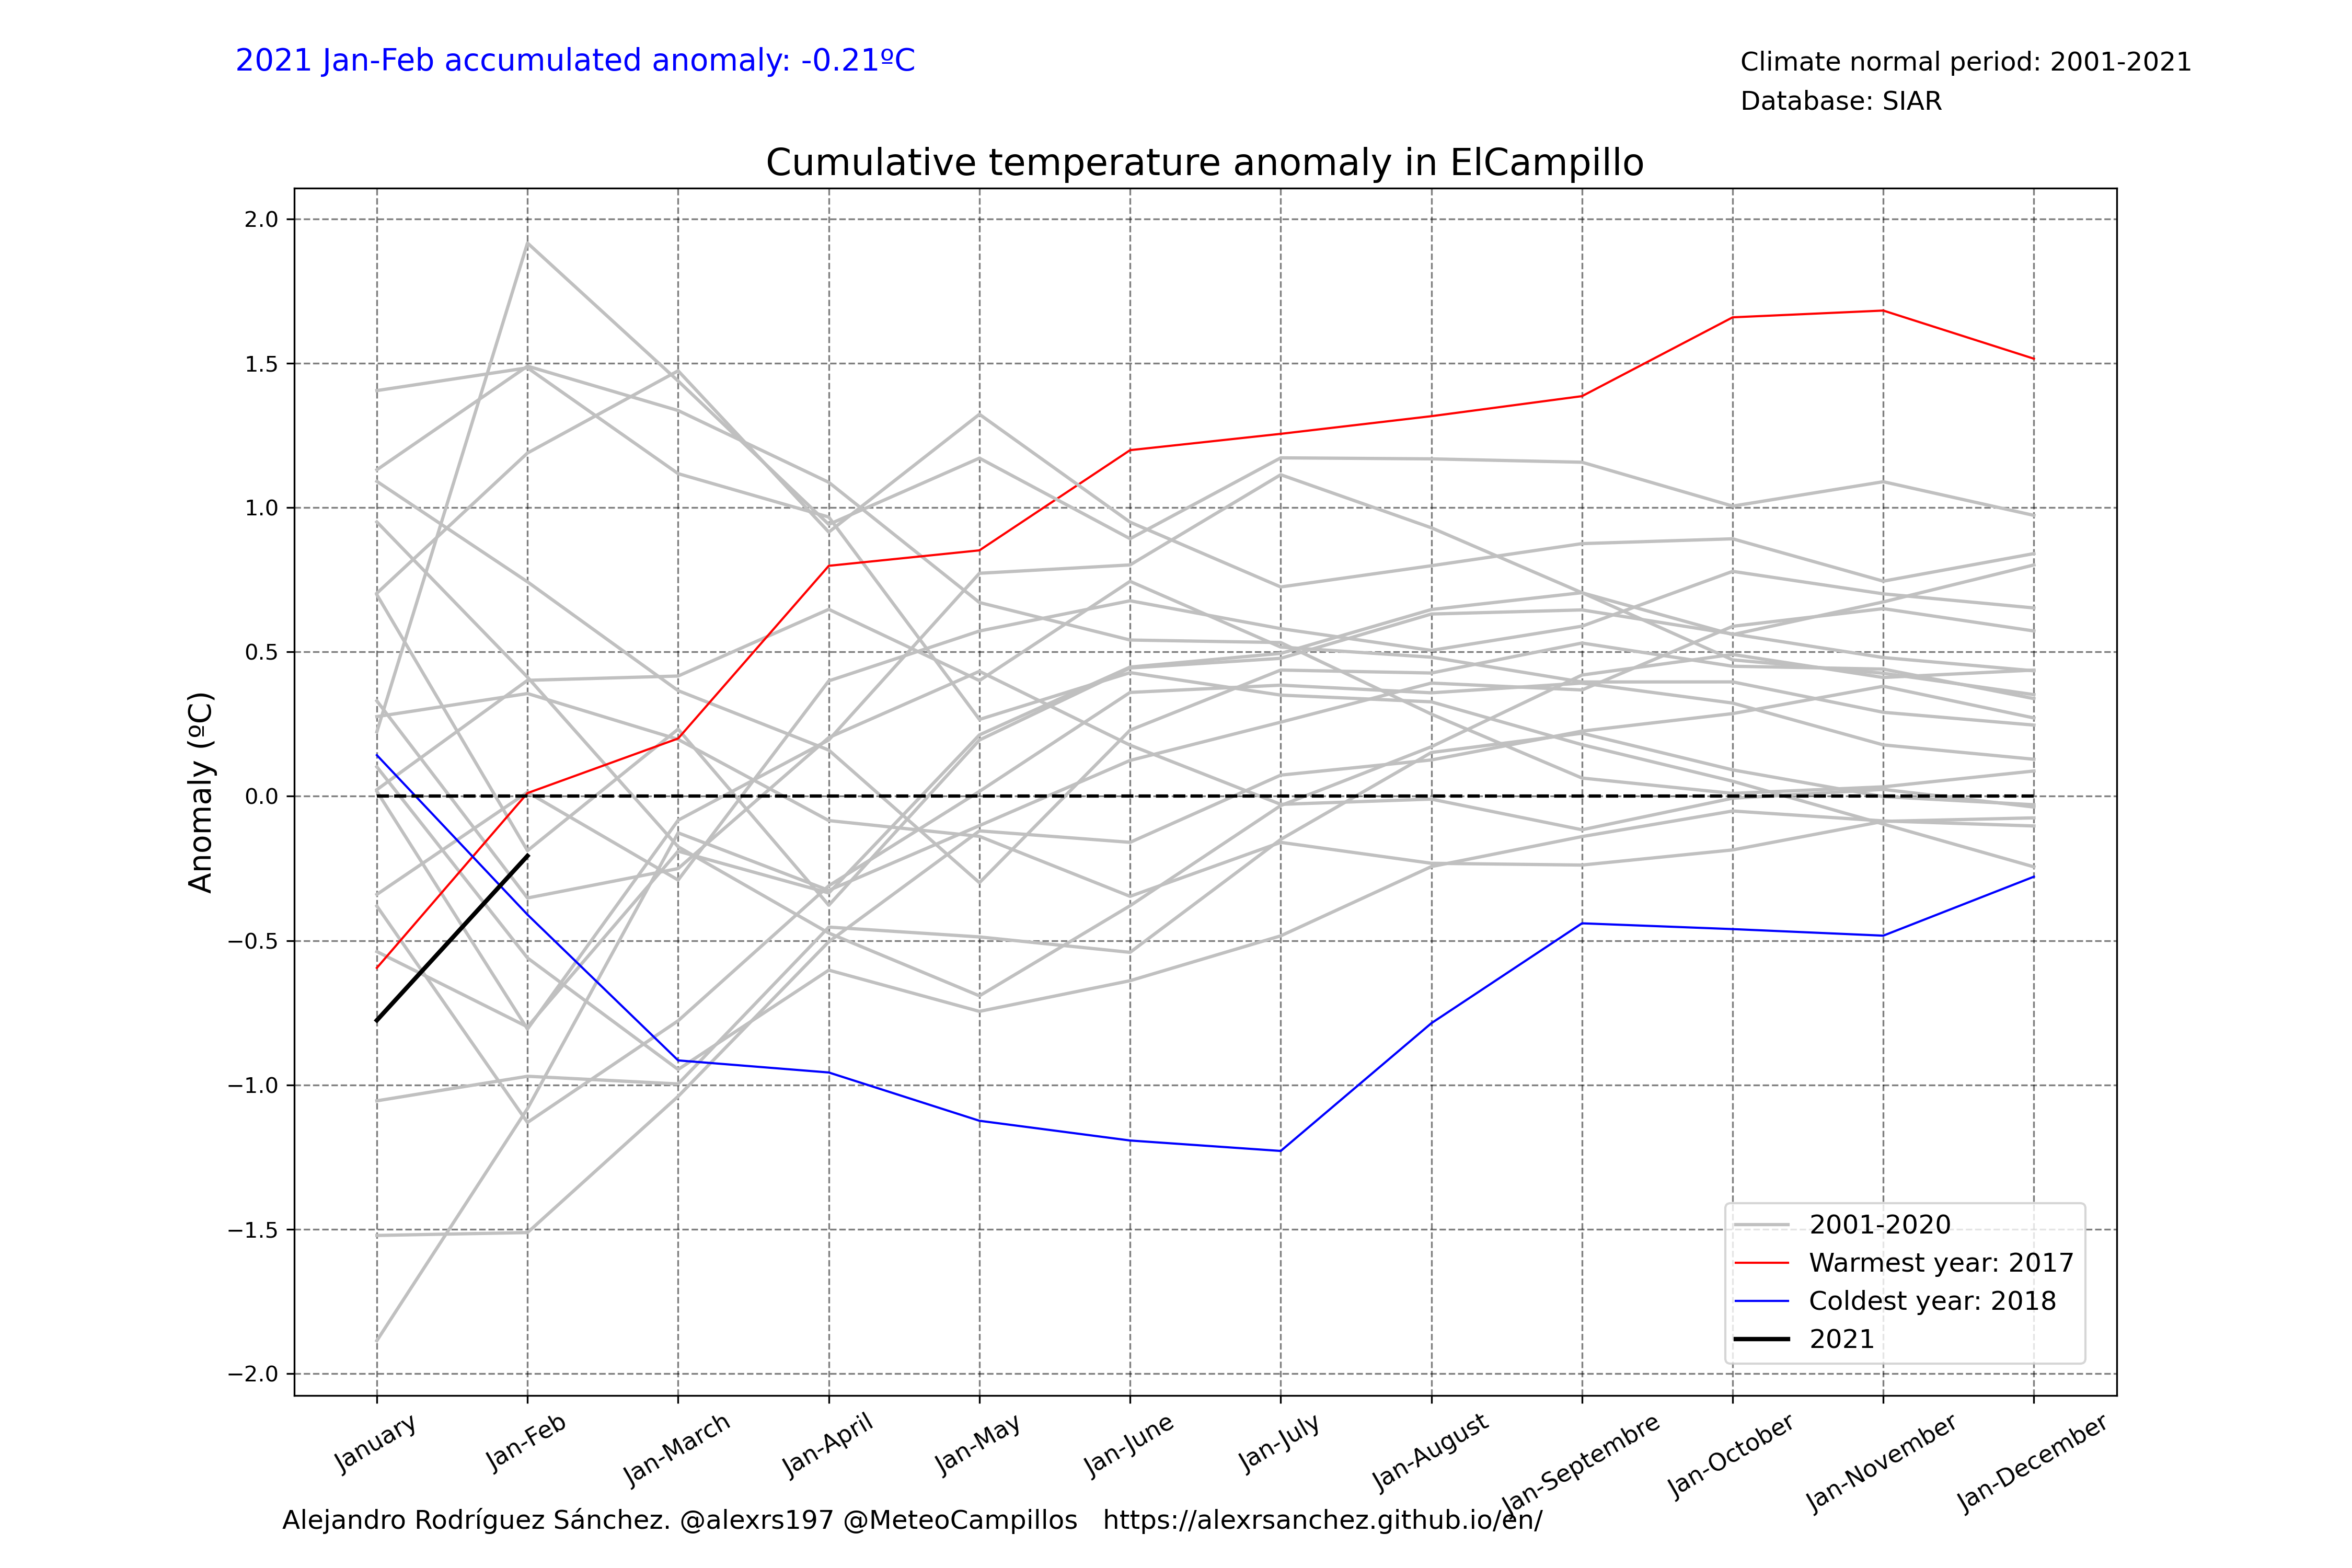 2021 Jan-Feb accumulated anomaly: -0.21ºC
Climate normal period: 2001-2021
Database: SIAR
Cumulative temperature anomaly in ElCampillo
Anomaly (ºC)
2.0
1.5
1.0
0.5
0.0
−0.5
−1.0
−1.5
−2.0
2001-2020
Warmest year: 2017
Coldest year: 2018
2021
January
Jan-Feb
Jan-March
Jan-April
Jan-May
Jan-June
Jan-July
Jan-August
Jan-Septembre
Jan-October
Jan-November
Jan-December
Alejandro Rodríguez Sánchez. @alexrs197 @MeteoCampillos https://alexrsanchez.github.io/en/